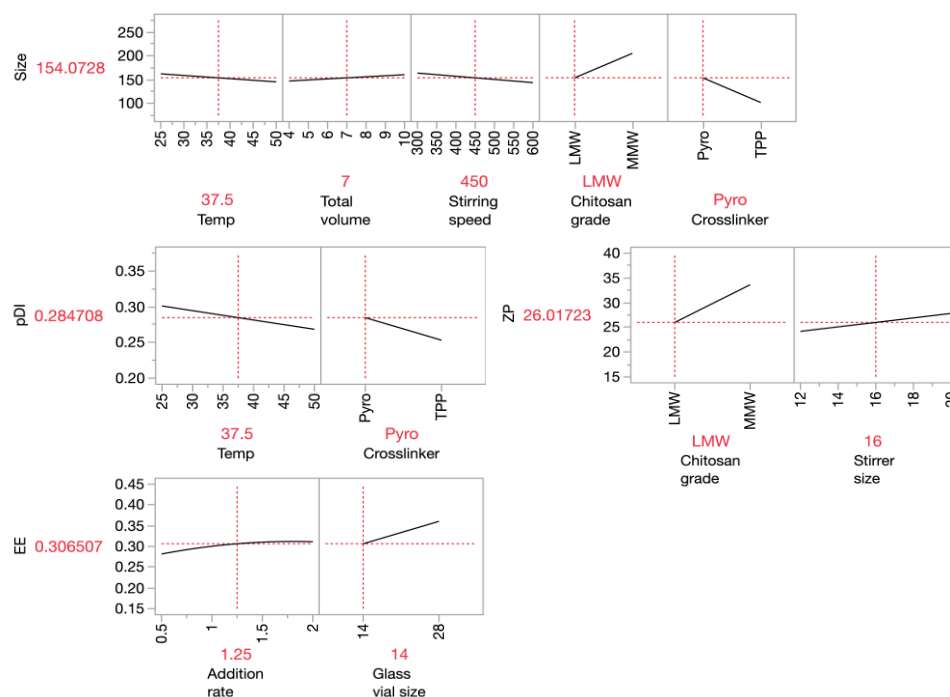 Size
154.0728
250
200
150
100
25 30 35 40 45 50
4 5 6 7 8 9 10
300 350 400 450 500 550 600
LMW MMW
Pyro TPP
37.5
Temp
7
Total
volume
450
Stirring
speed
LMW
Chitosan
grade
Pyro
Crosslinker
pDI
0.284708
0.35
0.30
0.25
0.20
25 30 35 40 45 50
Pyro TPP
37.5
Temp
Pyro
Crosslinker
ZP
26.01723
40
35
30
25
20
15
LMW MMW
12 14 16 18 20
LMW
Chitosan
grade
16
Stirrer
size
EE
0.306507
0.45
0.40
0.35
0.30
0.25
0.20
0.15
0.5 1 1.5 2
14 28
1.25
Addition
rate
14
Glass
vial size